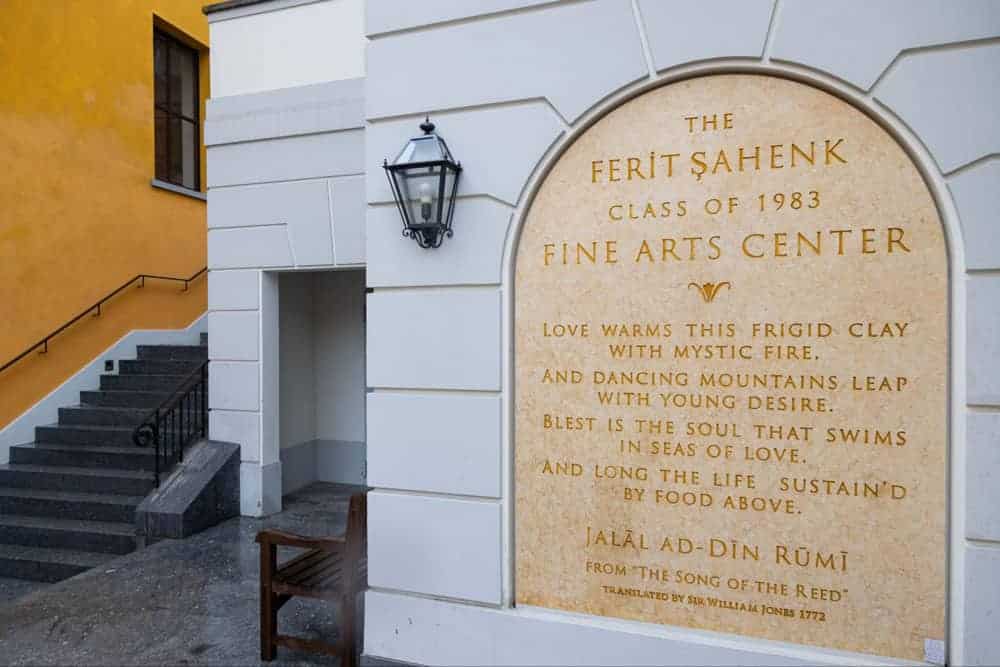 THE
FERİT ŞAHENK
CLASS OF 1983
FINE ARTS CENTER
LOVE WARMS THIS FRIGID CLAY
WITH MYSTIC FIRE,
AND DANCING MOUNTAINS LEAP
WITH YOUNG DESIRE.
BLEST IS THE SOUL THAT SWIMS
IN SEAS OF LOVE,
AND LONG THE LIFE SUSTAIN'D
BY FOOD ABOVE.
JALĀL AD-DĪN RŪMĪ
FROM "THE SONG OF THE REED"
TRANSLATED BY SIR WILLIAM JONES 1772